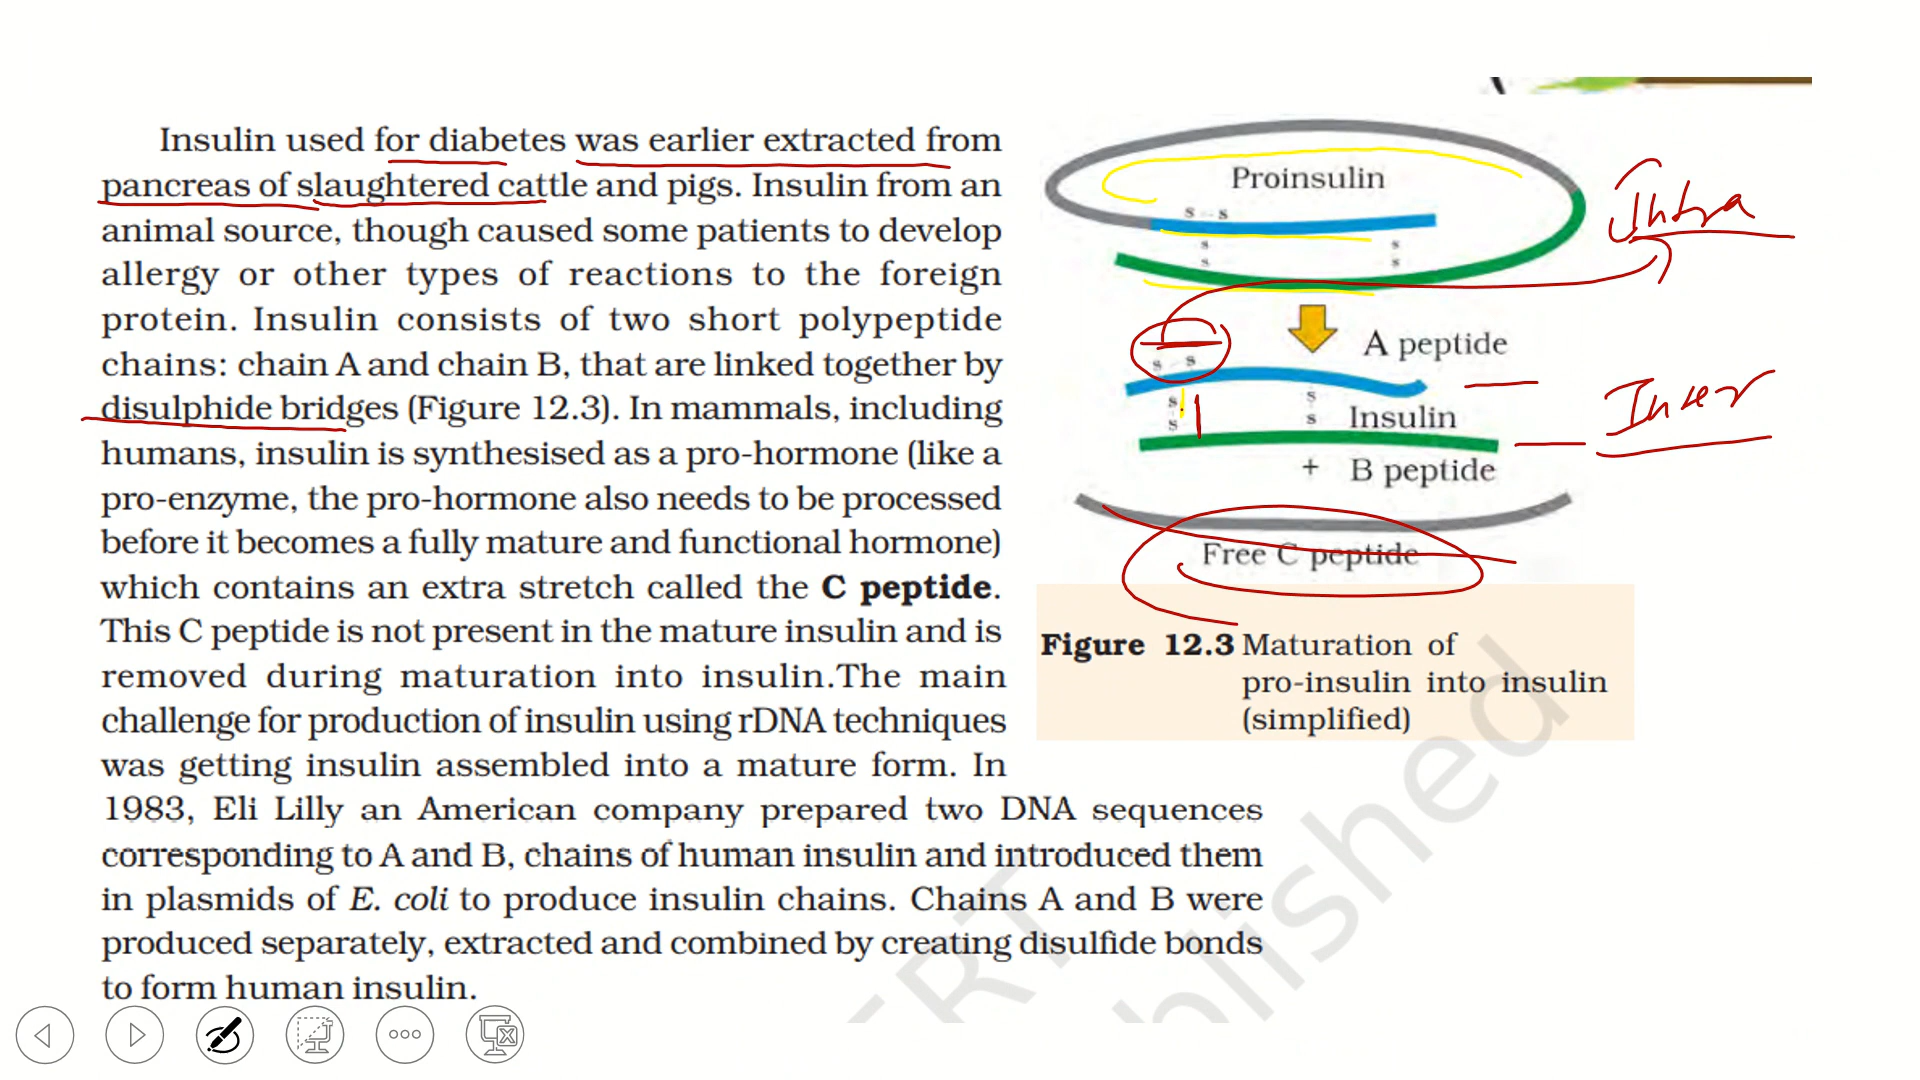 Insulin used for diabetes was earlier extracted from
pancreas of slaughtered cattle and pigs. Insulin from an
animal source, though caused some patients to develop
allergy or other types of reactions to the foreign
protein. Insulin consists of two short polypeptide
chains: chain A and chain B, that are linked together by
disulphide bridges (Figure 12.3). In mammals, including
humans, insulin is synthesised as a pro-hormone (like a
pro-enzyme, the pro-hormone also needs to be processed
before it becomes a fully mature and functional hormone)
which contains an extra stretch called the C peptide.
This C peptide is not present in the mature insulin and is
removed during maturation into insulin.The main
challenge for production of insulin using rDNA techniques
was getting insulin assembled into a mature form. In
1983, Eli Lilly an American company prepared two DNA sequences
corresponding to A and B, chains of human insulin and introduced them
in plasmids of E. coli to produce insulin chains. Chains A and B were
produced separately, extracted and combined by creating disulfide bonds
to form human insulin.
Proinsulin
s s
s s
s s
Intra
A peptide
s s
s s
s s
Insulin
Inter
+ B peptide
Free C peptide
Figure 12.3 Maturation of
pro-insulin into insulin
(simplified)